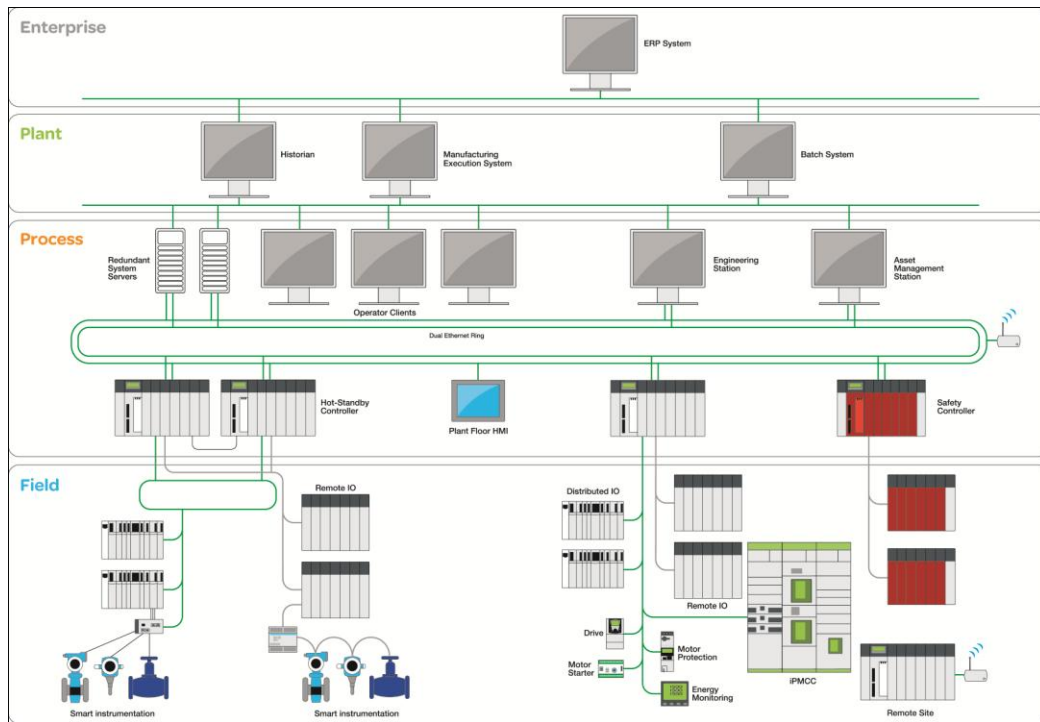 Enterprise
ERP System
Plant
Historian
Manufacturing
Execution System
Batch System
Process
Redundant
System
Servers
Operator Clients
Engineering
Station
Asset
Management
Station
Dual Ethernet Ring
Hot-Standby
Controller
Plant Floor HMI
Safety
Controller
Field
Remote IO
Distributed IO
Remote IO
Drive
Motor
Protection
Motor
Starter
Energy
Monitoring
iPMCC
Smart instrumentation
Smart instrumentation
Remote Site